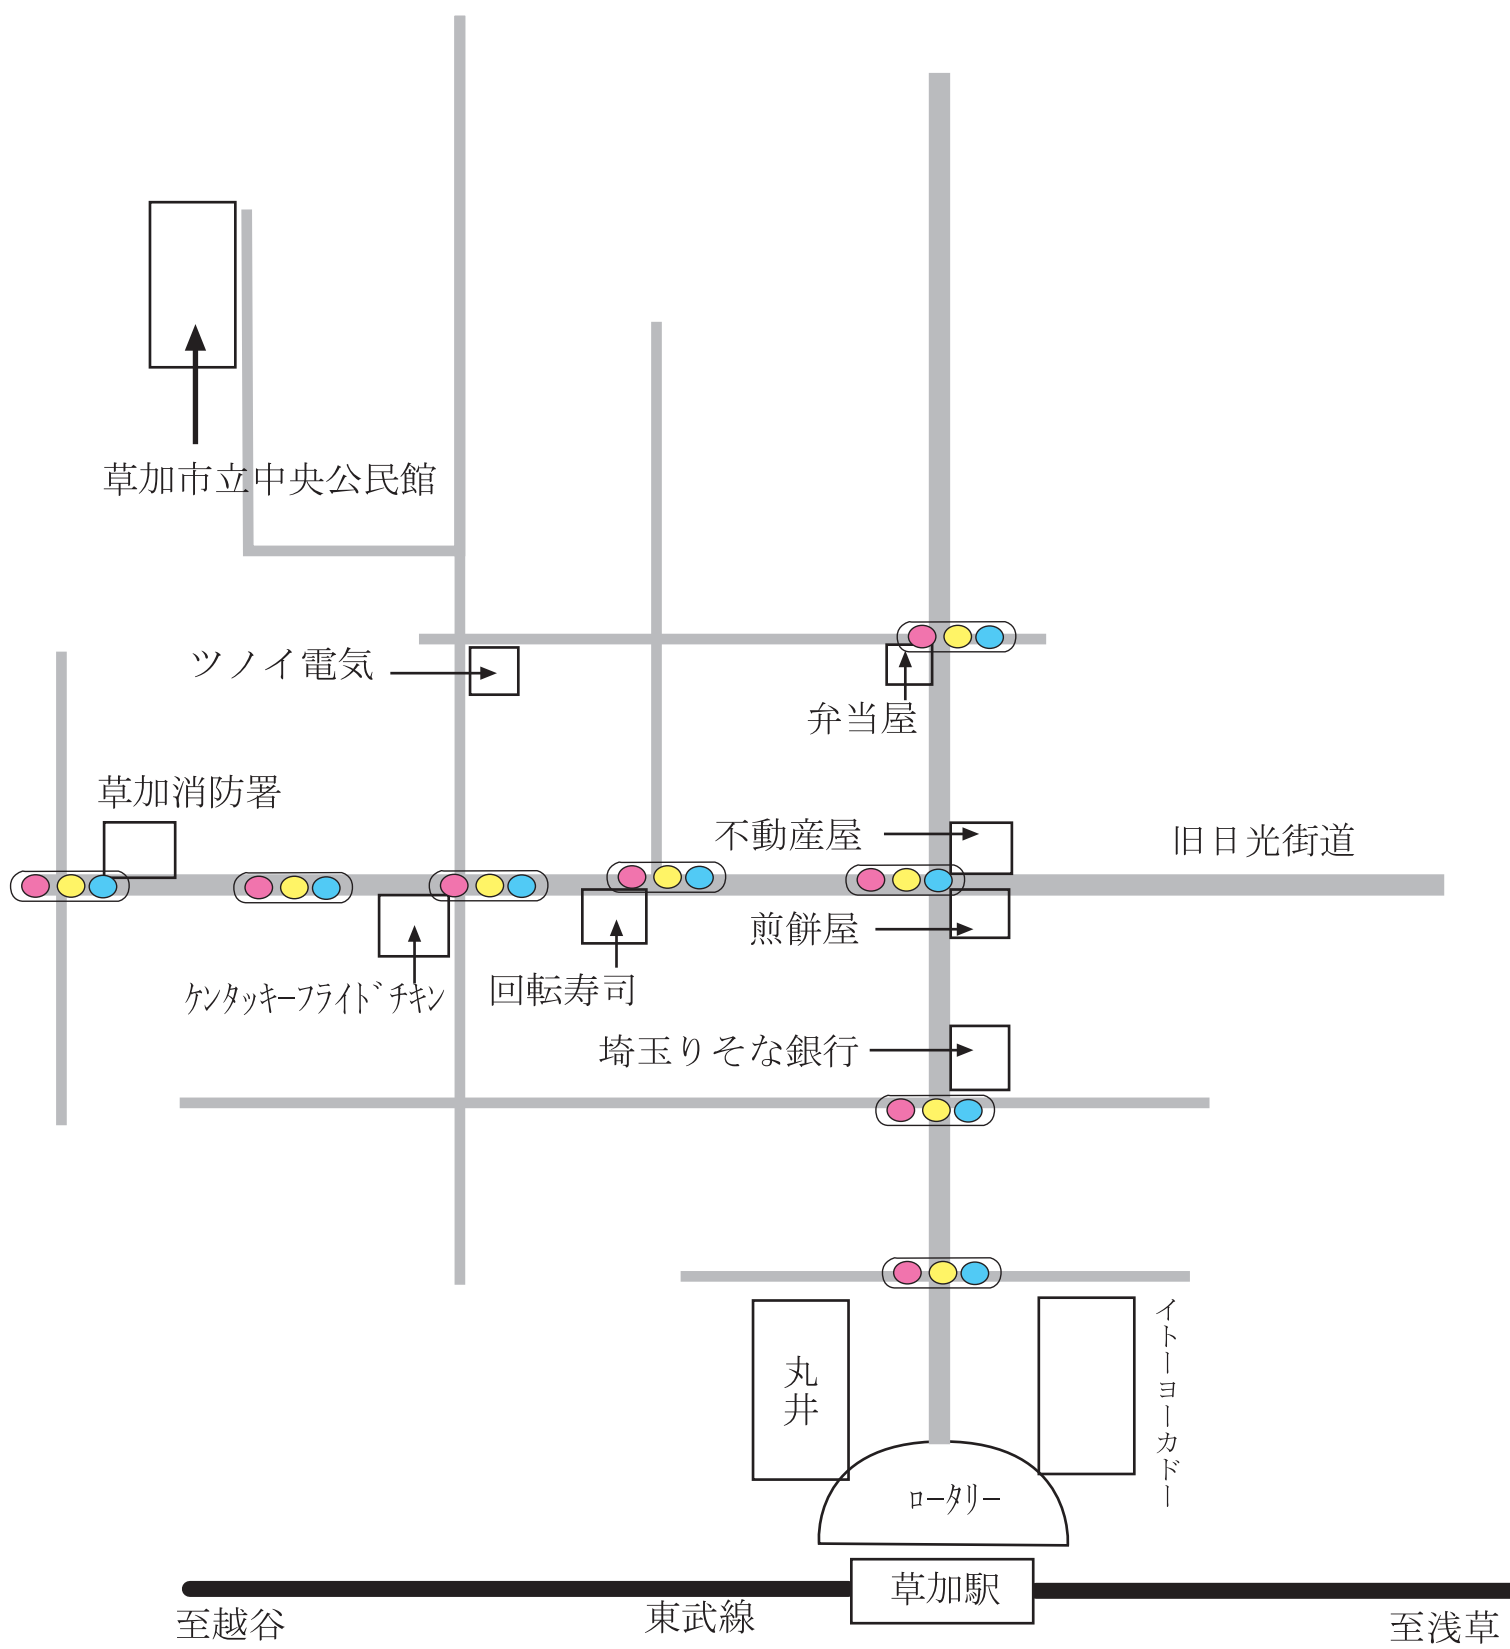 草加市立中央公民館
ツノイ電気
弁当屋
草加消防署
不動産屋
旧日光街道
煎餅屋
ケンタッキーフライドチキン
回転寿司
埼玉りそな銀行
丸井
イトーヨーカドー
ロータリー
草加駅
至越谷
東武線
至浅草